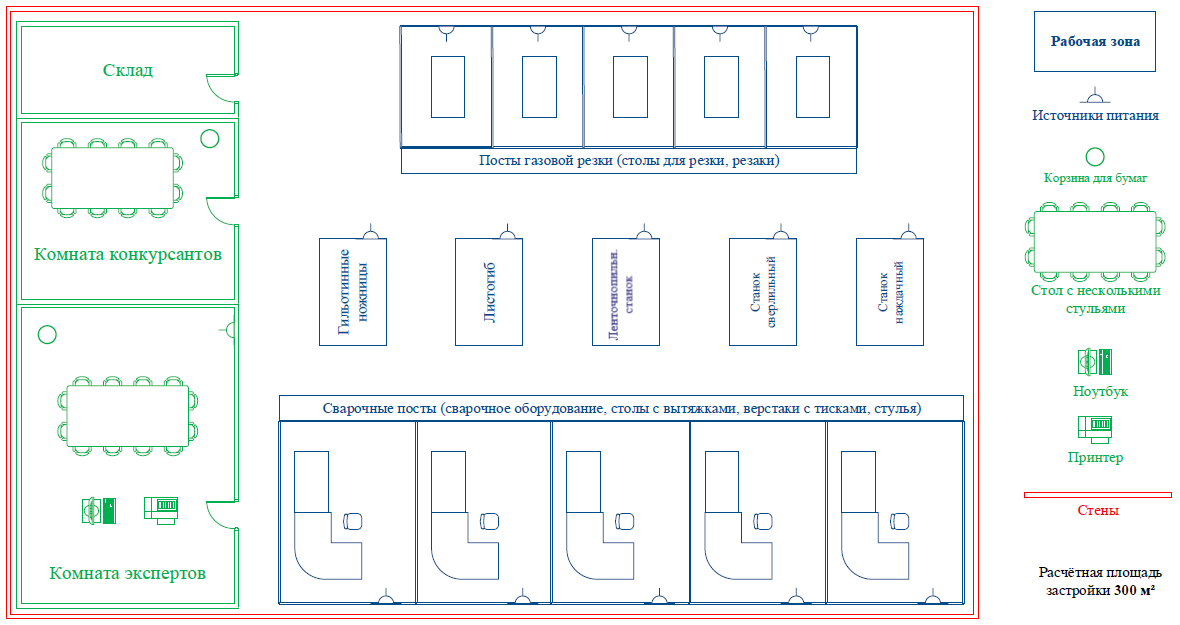 Склад
Комната конкурсантов
Комната экспертов
Посты газовой резки (столы для резки, резаки)
Гильотинные
ножницы
Листогиб
Ленточнопильн.
станок
Станок
сверлильный
Станок
наждачный
Сварочные посты (сварочное оборудование, столы с вытяжками, верстаки с тисками, стулья)
Рабочая зона
Источники питания
Корзина для бумаг
Стол с несколькими
стульями
Ноутбук
Принтер
Стены
Расчётная площадь
застройки 300 м²